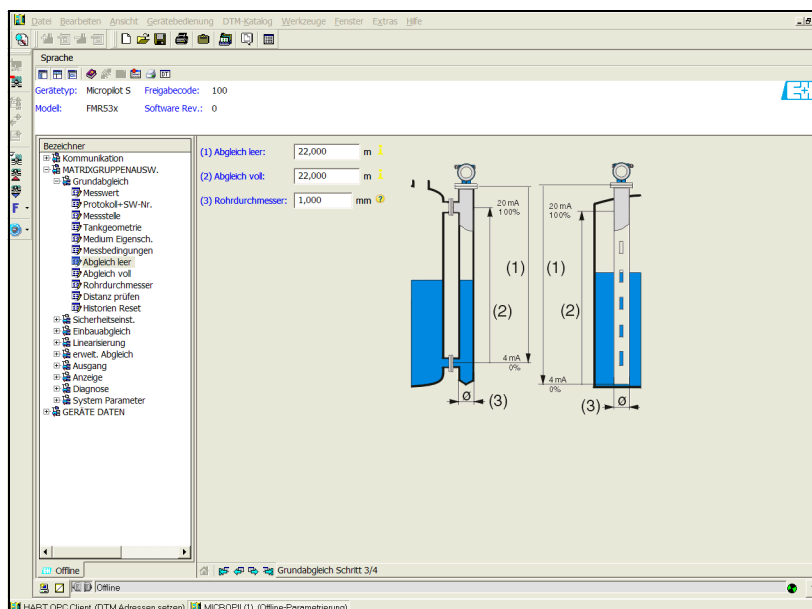 Datei Bearbeiten Ansicht Gerätebedienung DTM-Katalog Werkzeuge Fenster Extras Hilfe
Sprache
Gerätetyp: Micropilot S Freigabecode: 100
Modell: FMR53x Software Rev.: 0
E+
Bezeichner
Kommunikation
MATRIXGRUPPENAUSW.
Grundabgleich
Messwert
Protokoll+SW-Nr.
Messstelle
Tankgeometrie
Medium Eigensch.
Messbedingungen
Abgleich leer
Abgleich voll
Rohrdurchmesser
Distanz prüfen
Historien Reset
Sicherheitseinst.
Einbauabgleich
Linearisierung
erweit. Abgleich
Ausgang
Anzeige
Diagnose
System Parameter
GERÄTE DATEN
(1) Abgleich leer: 22,000 m
(2) Abgleich voll: 22,000 m
(3) Rohrdurchmesser: 1,000 mm
20 mA
100%
(1)
(2)
4 mA
0%
ø
(3)
20 mA
100%
(1)
(2)
4 mA
0%
(3)
ø
Offline
Grundabgleich Schritt 3/4
Offline
HART OPC Client (DTM Adressen setzen) MICROPIL(1) (Offline-Parametrierung)